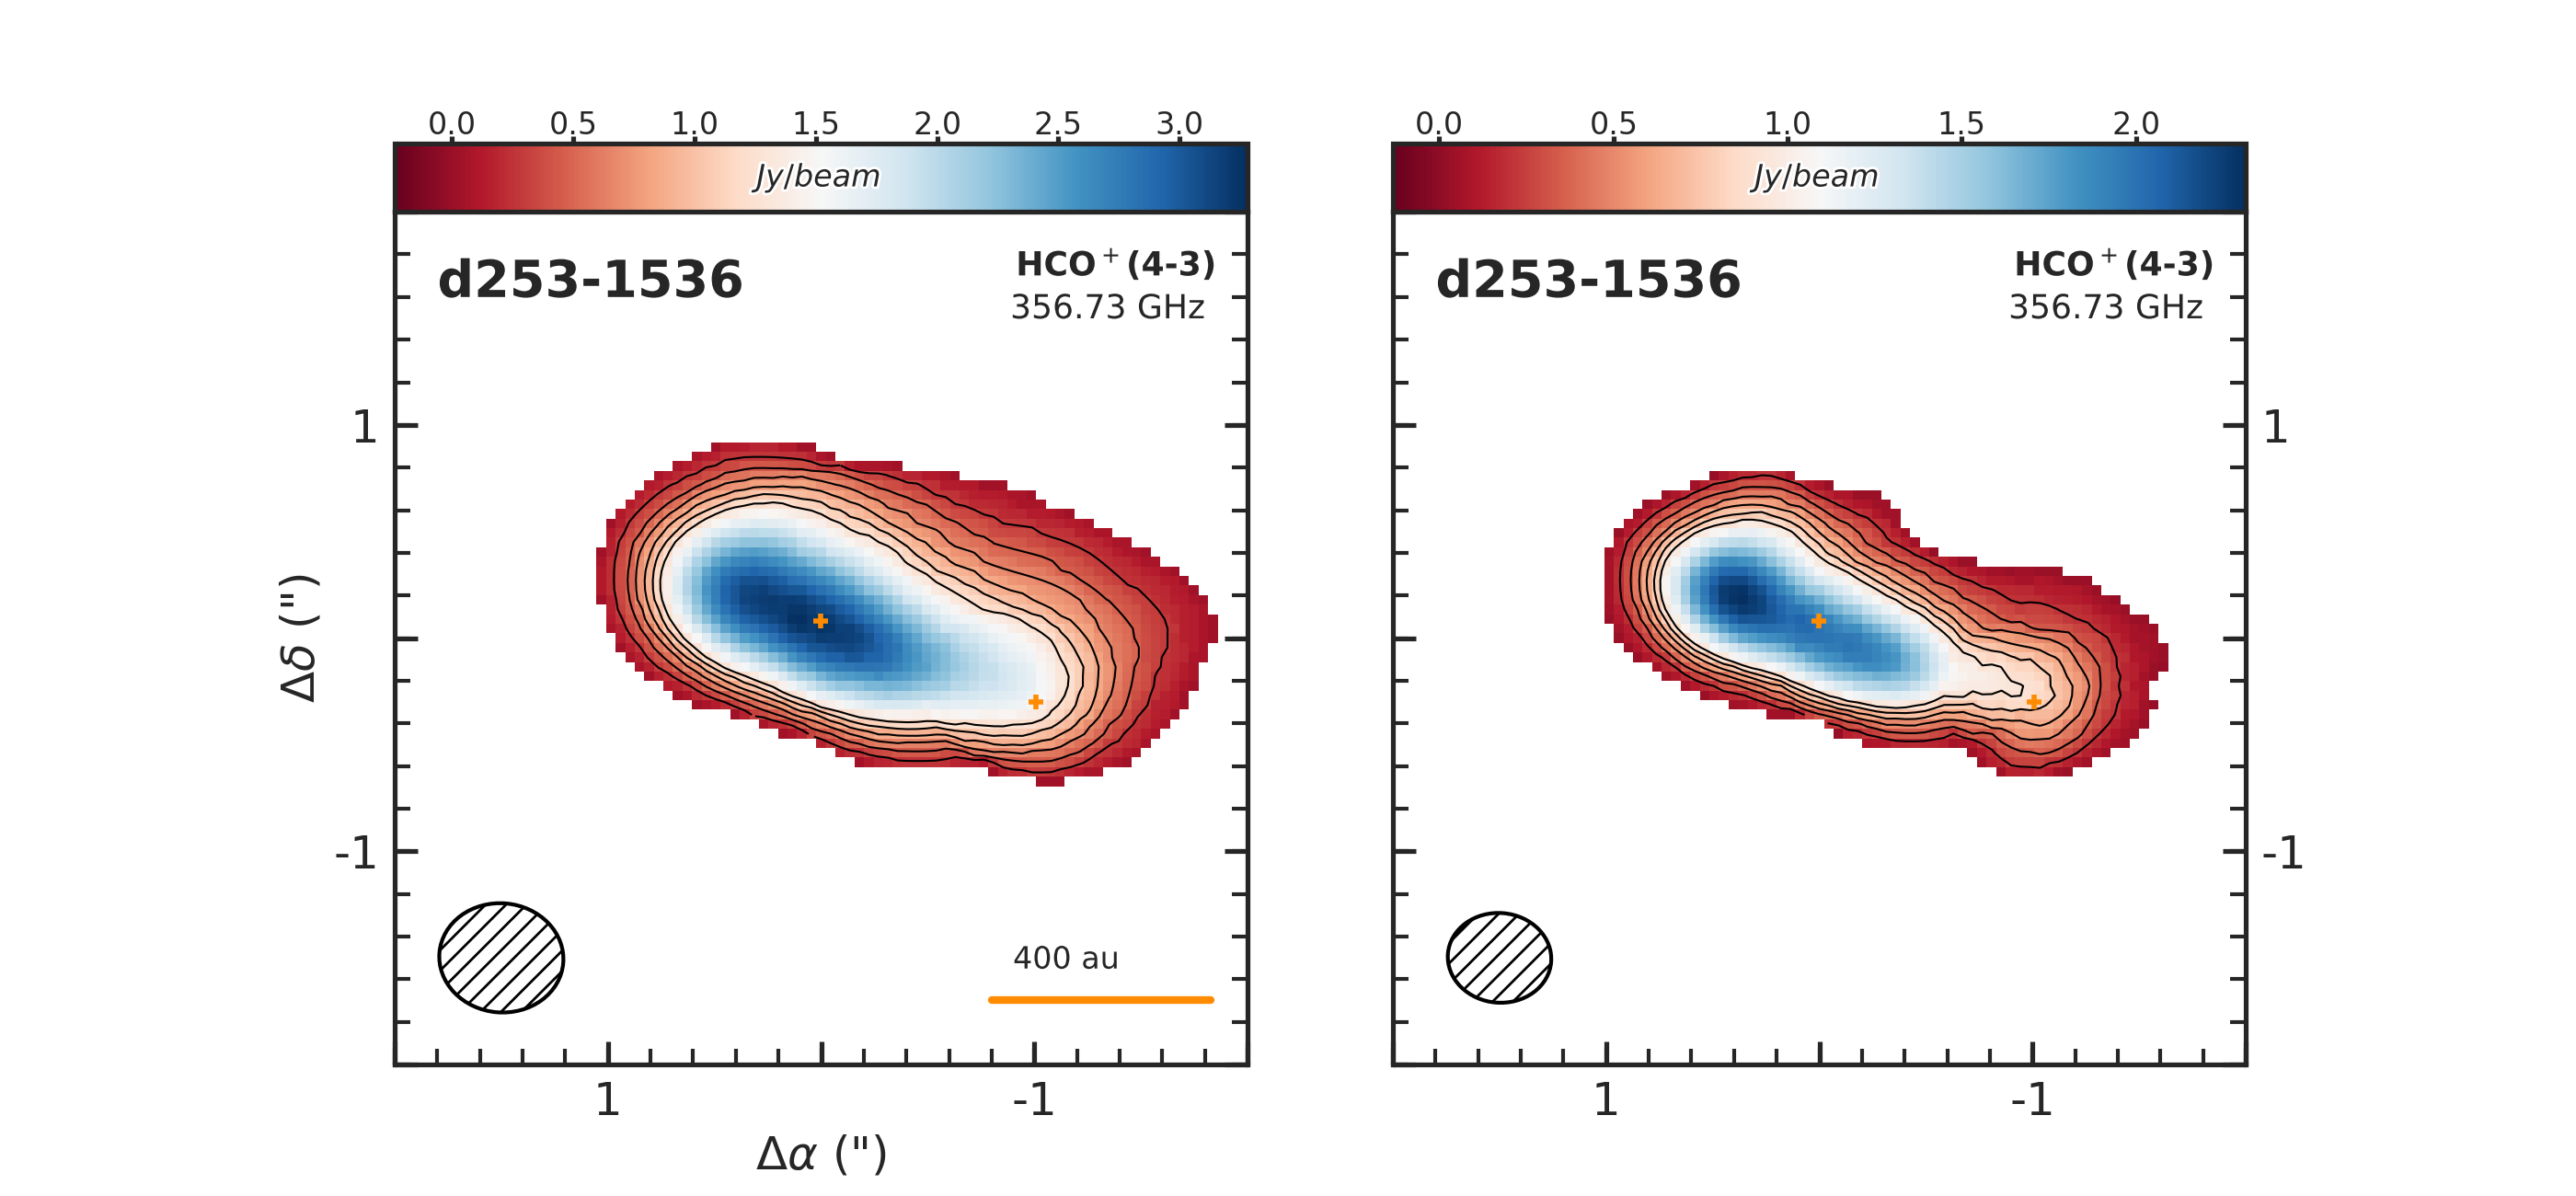 0.0 0.5 1.0 1.5 2.0 2.5 3.0
Jy/beam
d253-1536
HCO+(4-3)
356.73 GHz
1
-1
Δδ (")
400 au
1 -1
Δα (")
0.0 0.5 1.0 1.5 2.0
Jy/beam
d253-1536
HCO+(4-3)
356.73 GHz
1
-1
1 -1